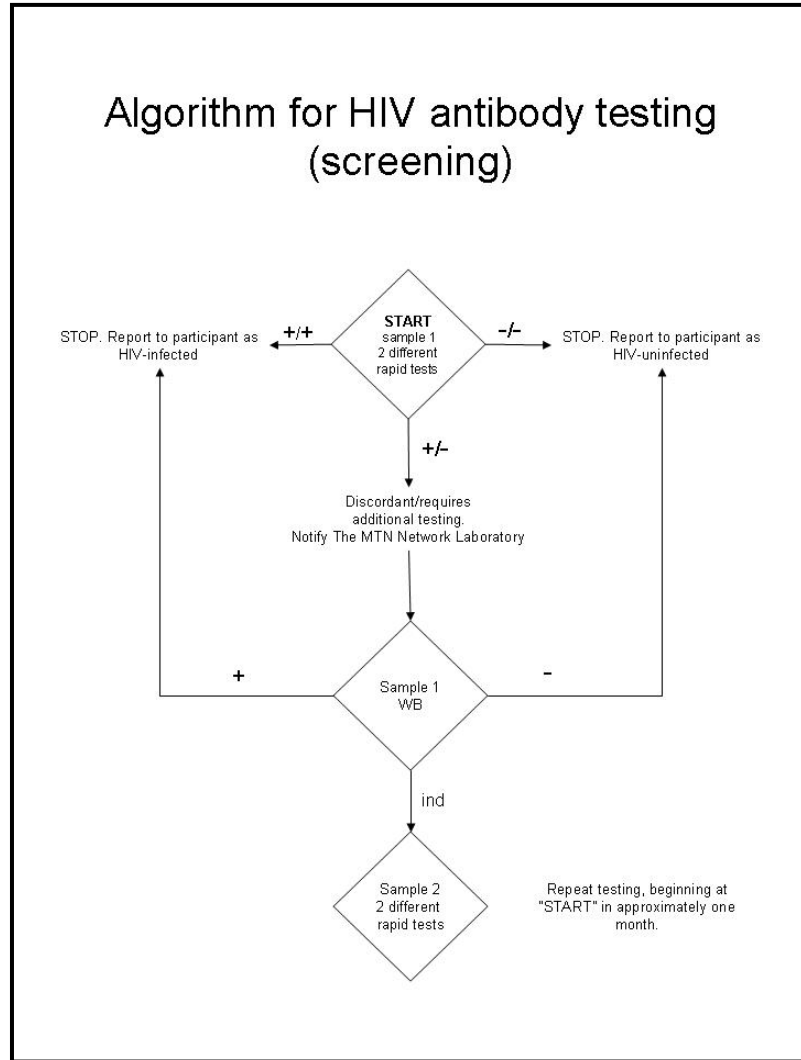 Algorithm for HIV antibody testing
(screening)
START
sample 1
2 different
rapid tests
+/+
-/-
STOP. Report to participant as
HIV-infected
STOP. Report to participant as
HIV-uninfected
+/-
Discordant/requires
additional testing.
Notify The MTN Network Laboratory
+
Sample 1
WB
-
ind
Sample 2
2 different
rapid tests
Repeat testing, beginning at
"START" in approximately one
month.